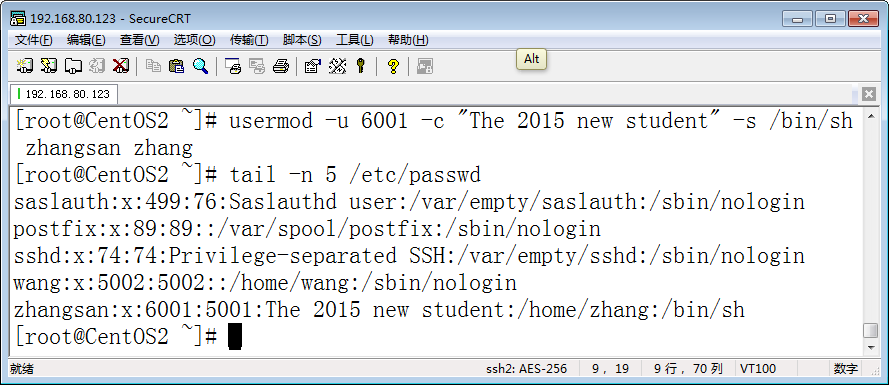 192.168.80.123 - SecureCRT
文件(F) 编辑(E) 查看(V) 选项(O) 传输(T) 脚本(S) 工具(L) 帮助(H)
Alt
192.168.80.123
[root@CentOS2 ~]# usermod -u 6001 -c "The 2015 new student" -s /bin/sh
zhangsan zhang
[root@CentOS2 ~]# tail -n 5 /etc/passwd
saslauth:x:499:76:Saslauthd user:/var/empty/saslauth:/sbin/nologin
postfix:x:89:89::/var/spool/postfix:/sbin/nologin
sshd:x:74:74:Privilege-separated SSH:/var/empty/sshd:/sbin/nologin
wang:x:5002:5002::/home/wang:/sbin/nologin
zhangsan:x:6001:5001:The 2015 new student:/home/zhang:/bin/sh
[root@CentOS2 ~]#
就绪 ssh2: AES-256 9, 19 9 行, 70 列 VT100 数字